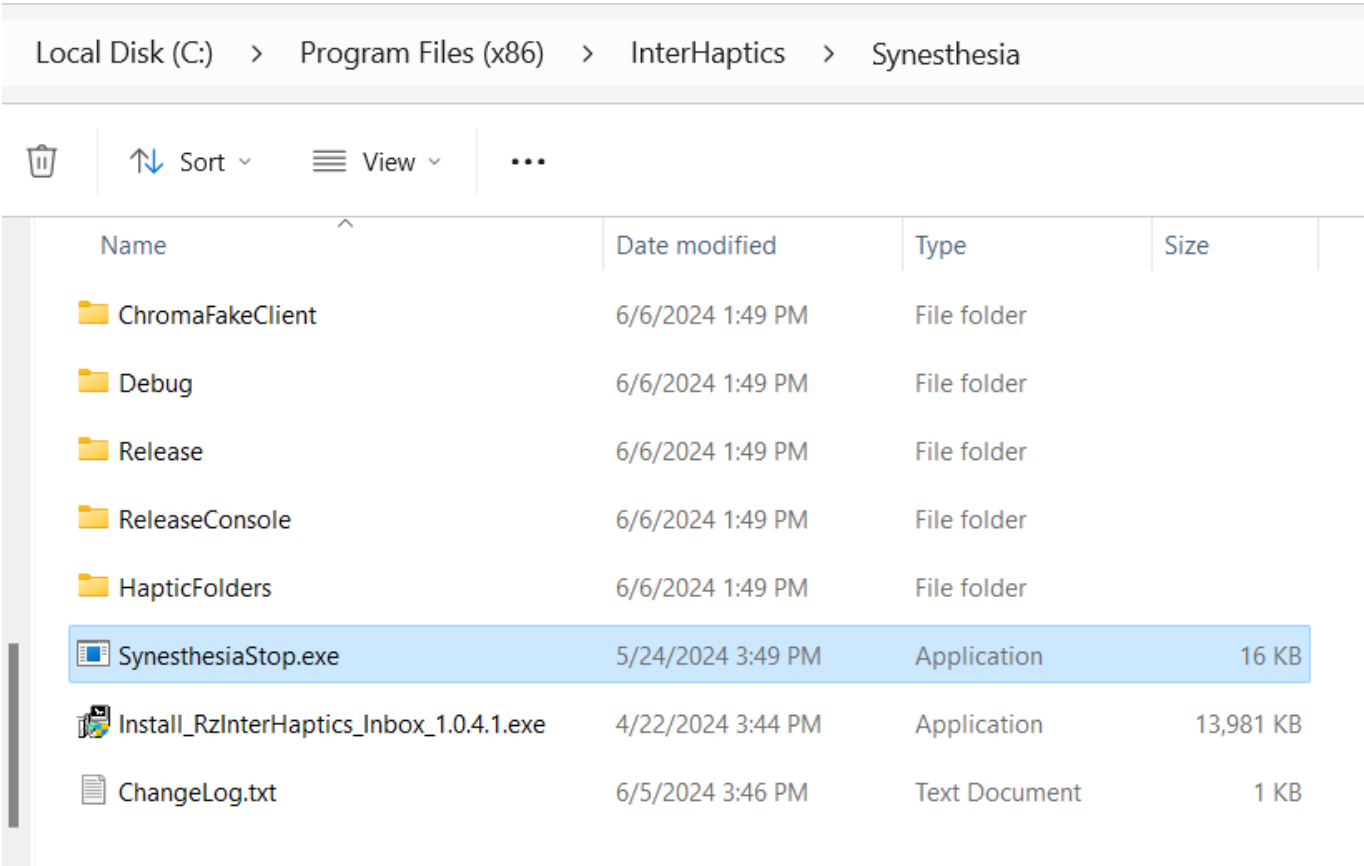 Local Disk (C:) > Program Files (x86) > InterHaptics > Synesthesia
Sort View
Name Date modified Type Size
ChromaFakeClient 6/6/2024 1:49 PM File folder
Debug 6/6/2024 1:49 PM File folder
Release 6/6/2024 1:49 PM File folder
ReleaseConsole 6/6/2024 1:49 PM File folder
HapticFolders 6/6/2024 1:49 PM File folder
SynesthesiaStop.exe 5/24/2024 3:49 PM Application 16 KB
Install_RzInterHaptics_Inbox_1.0.4.1.exe 4/22/2024 3:44 PM Application 13,981 KB
ChangeLog.txt 6/5/2024 3:46 PM Text Document 1 KB